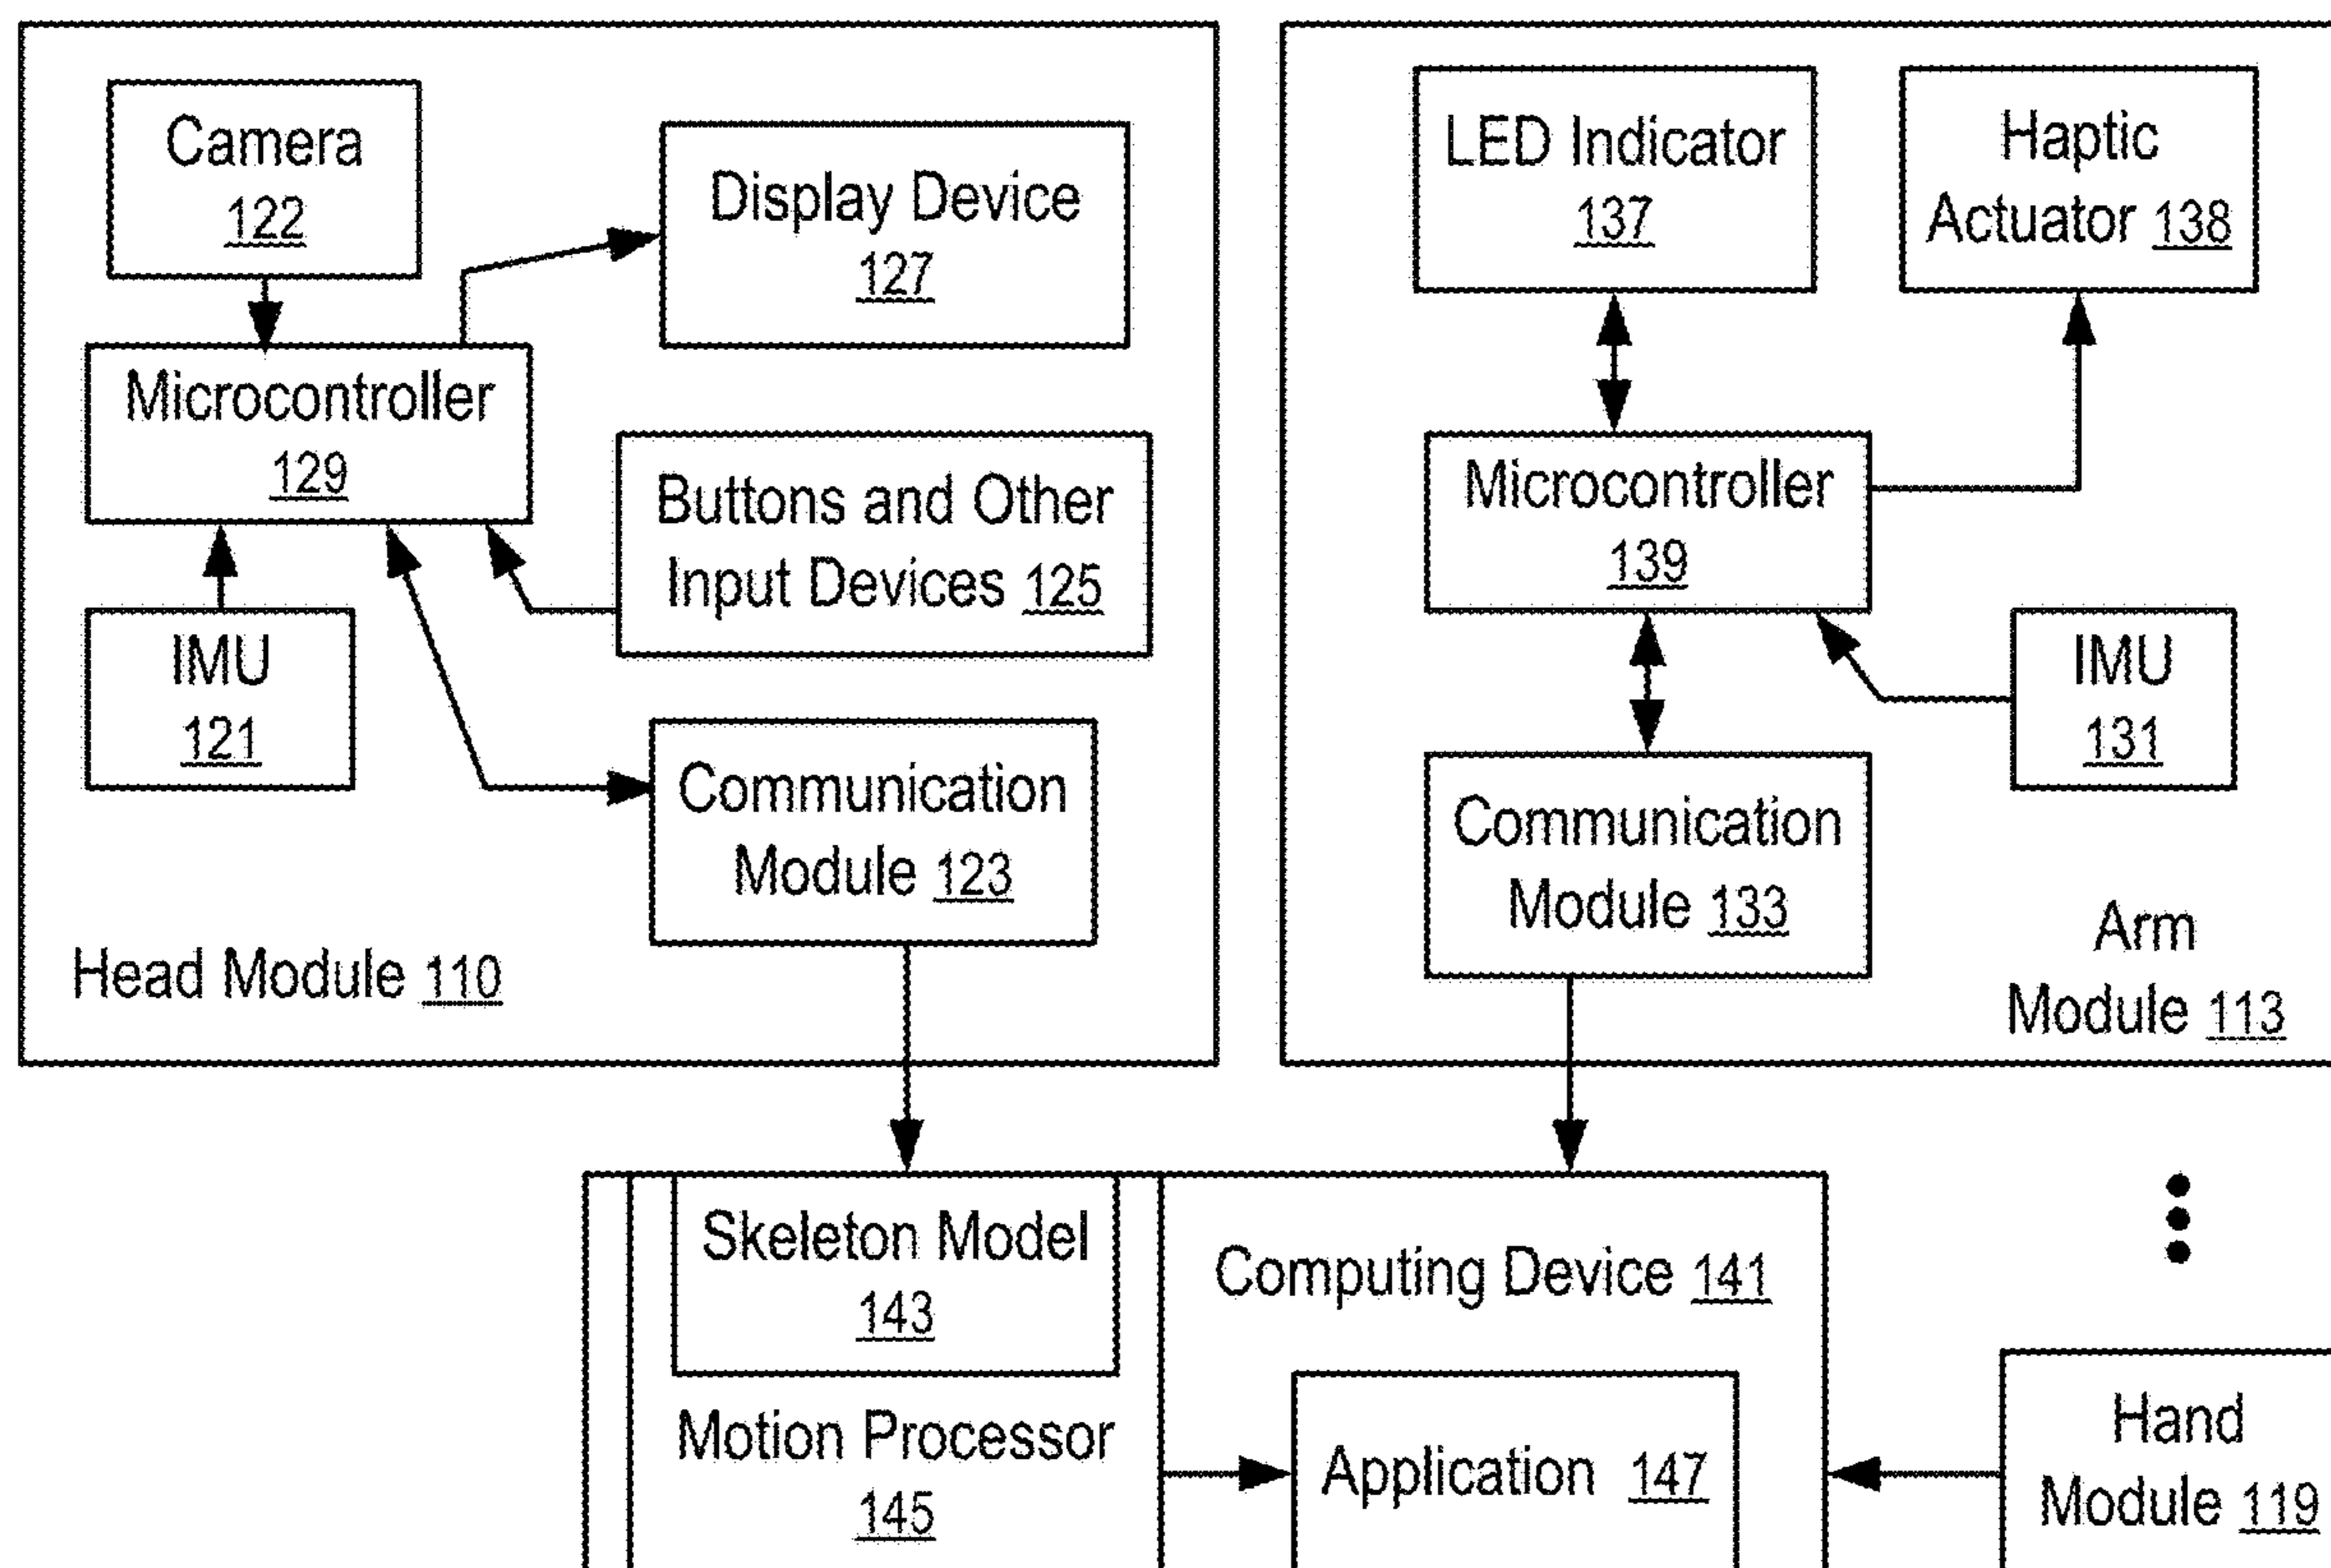 Camera
122
Display Device
127
Microcontroller
129
Buttons and Other
Input Devices 125
IMU
121
Communication
Module 123
Head Module 110
LED Indicator
137
Haptic
Actuator 138
Microcontroller
139
IMU
131
Communication
Module 133
Arm
Module 113
Skeleton Model
143
Motion Processor
145
Computing Device 141
Application 147
Hand
Module 119